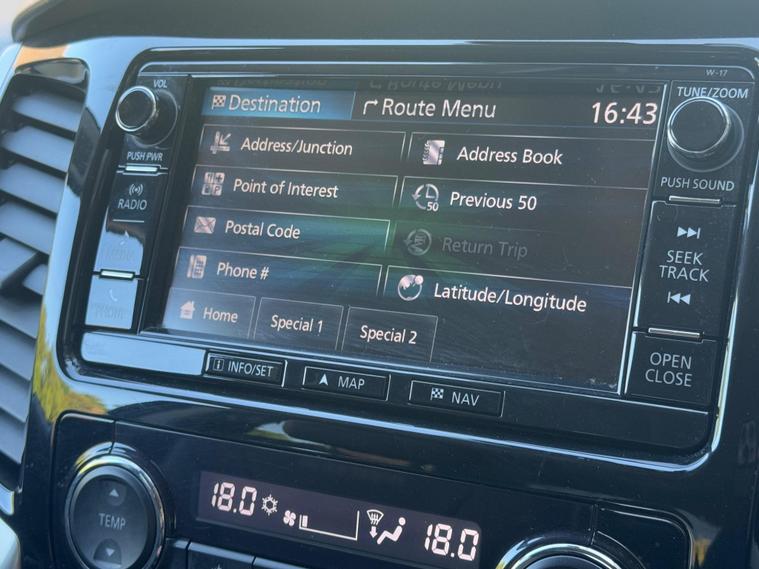 W-17
VOL
TUNE/ZOOM
Destination
Route Menu
16:43
Address/Junction
Address Book
PUSH PWR
PUSH SOUND
Point of Interest
Previous 50
50
RADIO
Postal Code
Return Trip
SEEK
TRACK
Phone #
Latitude/Longitude
Home
Special 1
Special 2
OPEN
CLOSE
INFO/SET
MAP
NAV
TEMP
18.0
18.0